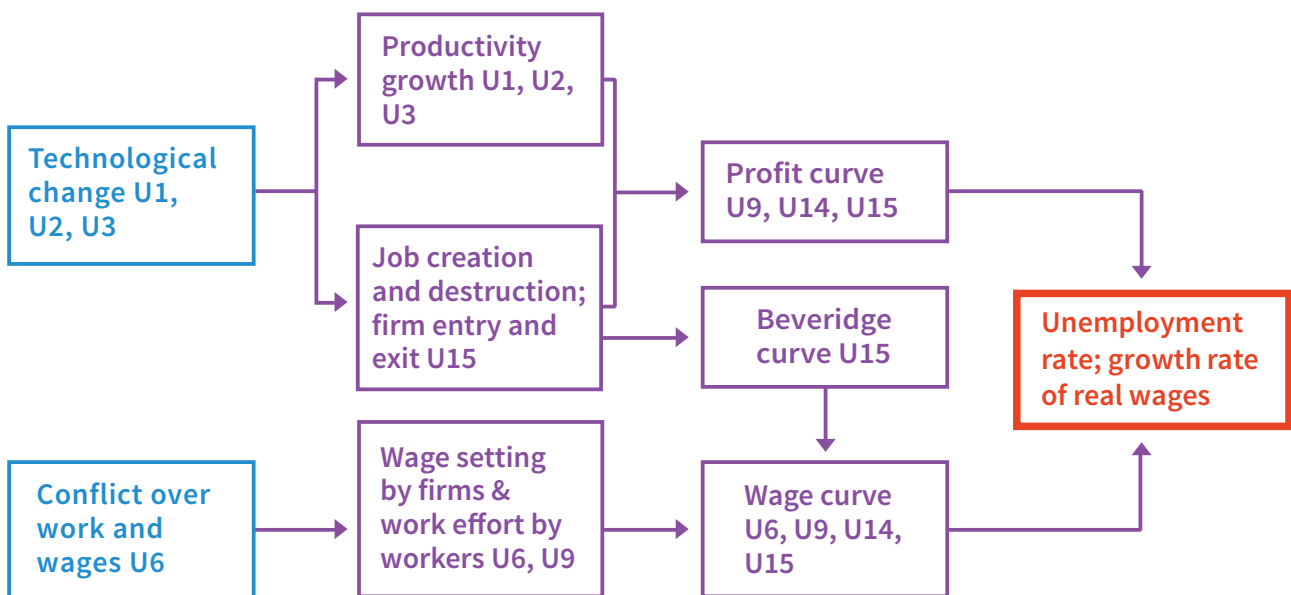 Productivity
growth U1, U2,
U3
Technological
change U1,
U2, U3
Profit curve
U9, U14, U15
Job creation
and destruction;
firm entry and
exit U15
Beveridge
curve U15
Unemployment
rate; growth rate
of real wages
Conflict over
work and
wages U6
Wage setting
by firms &
work effort by
workers U6, U9
Wage curve
U6, U9, U14,
U15